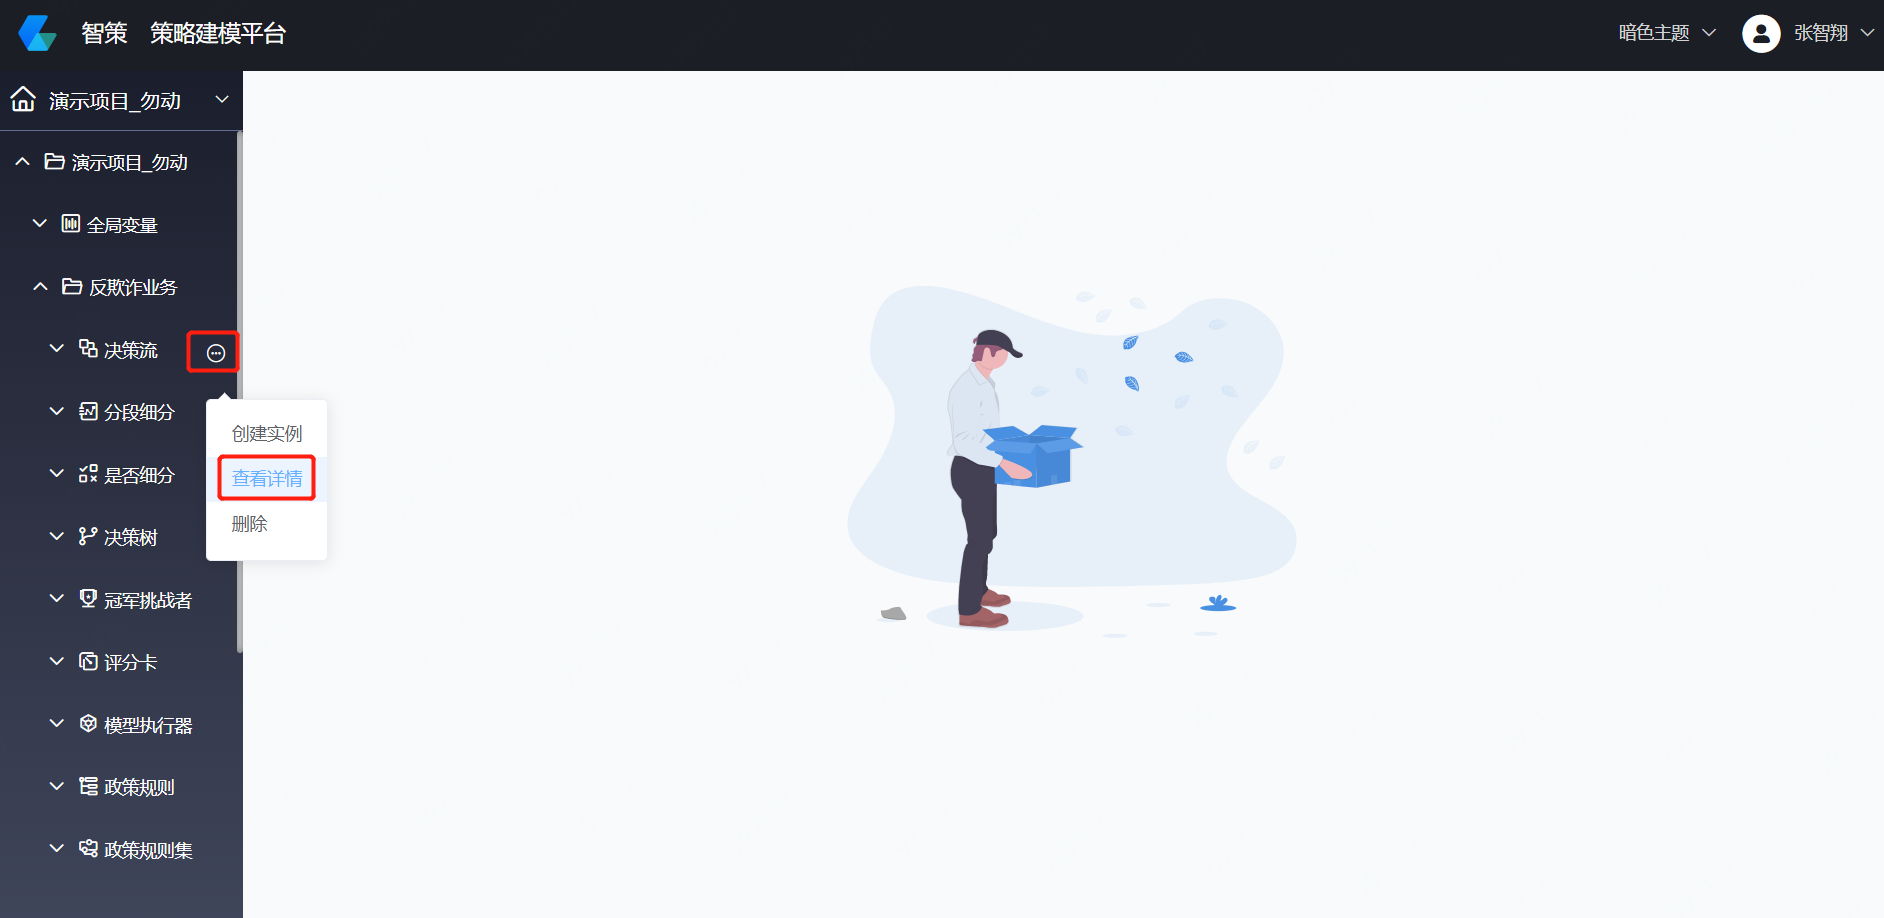 智策 策略建模平台
暗色主题
张智翔
演示项目_勿动
演示项目_勿动
全局变量
反欺诈业务
决策流
分段细分
是否细分
决策树
冠军挑战者
评分卡
模型执行器
政策规则
政策规则集
创建实例
查看详情
删除